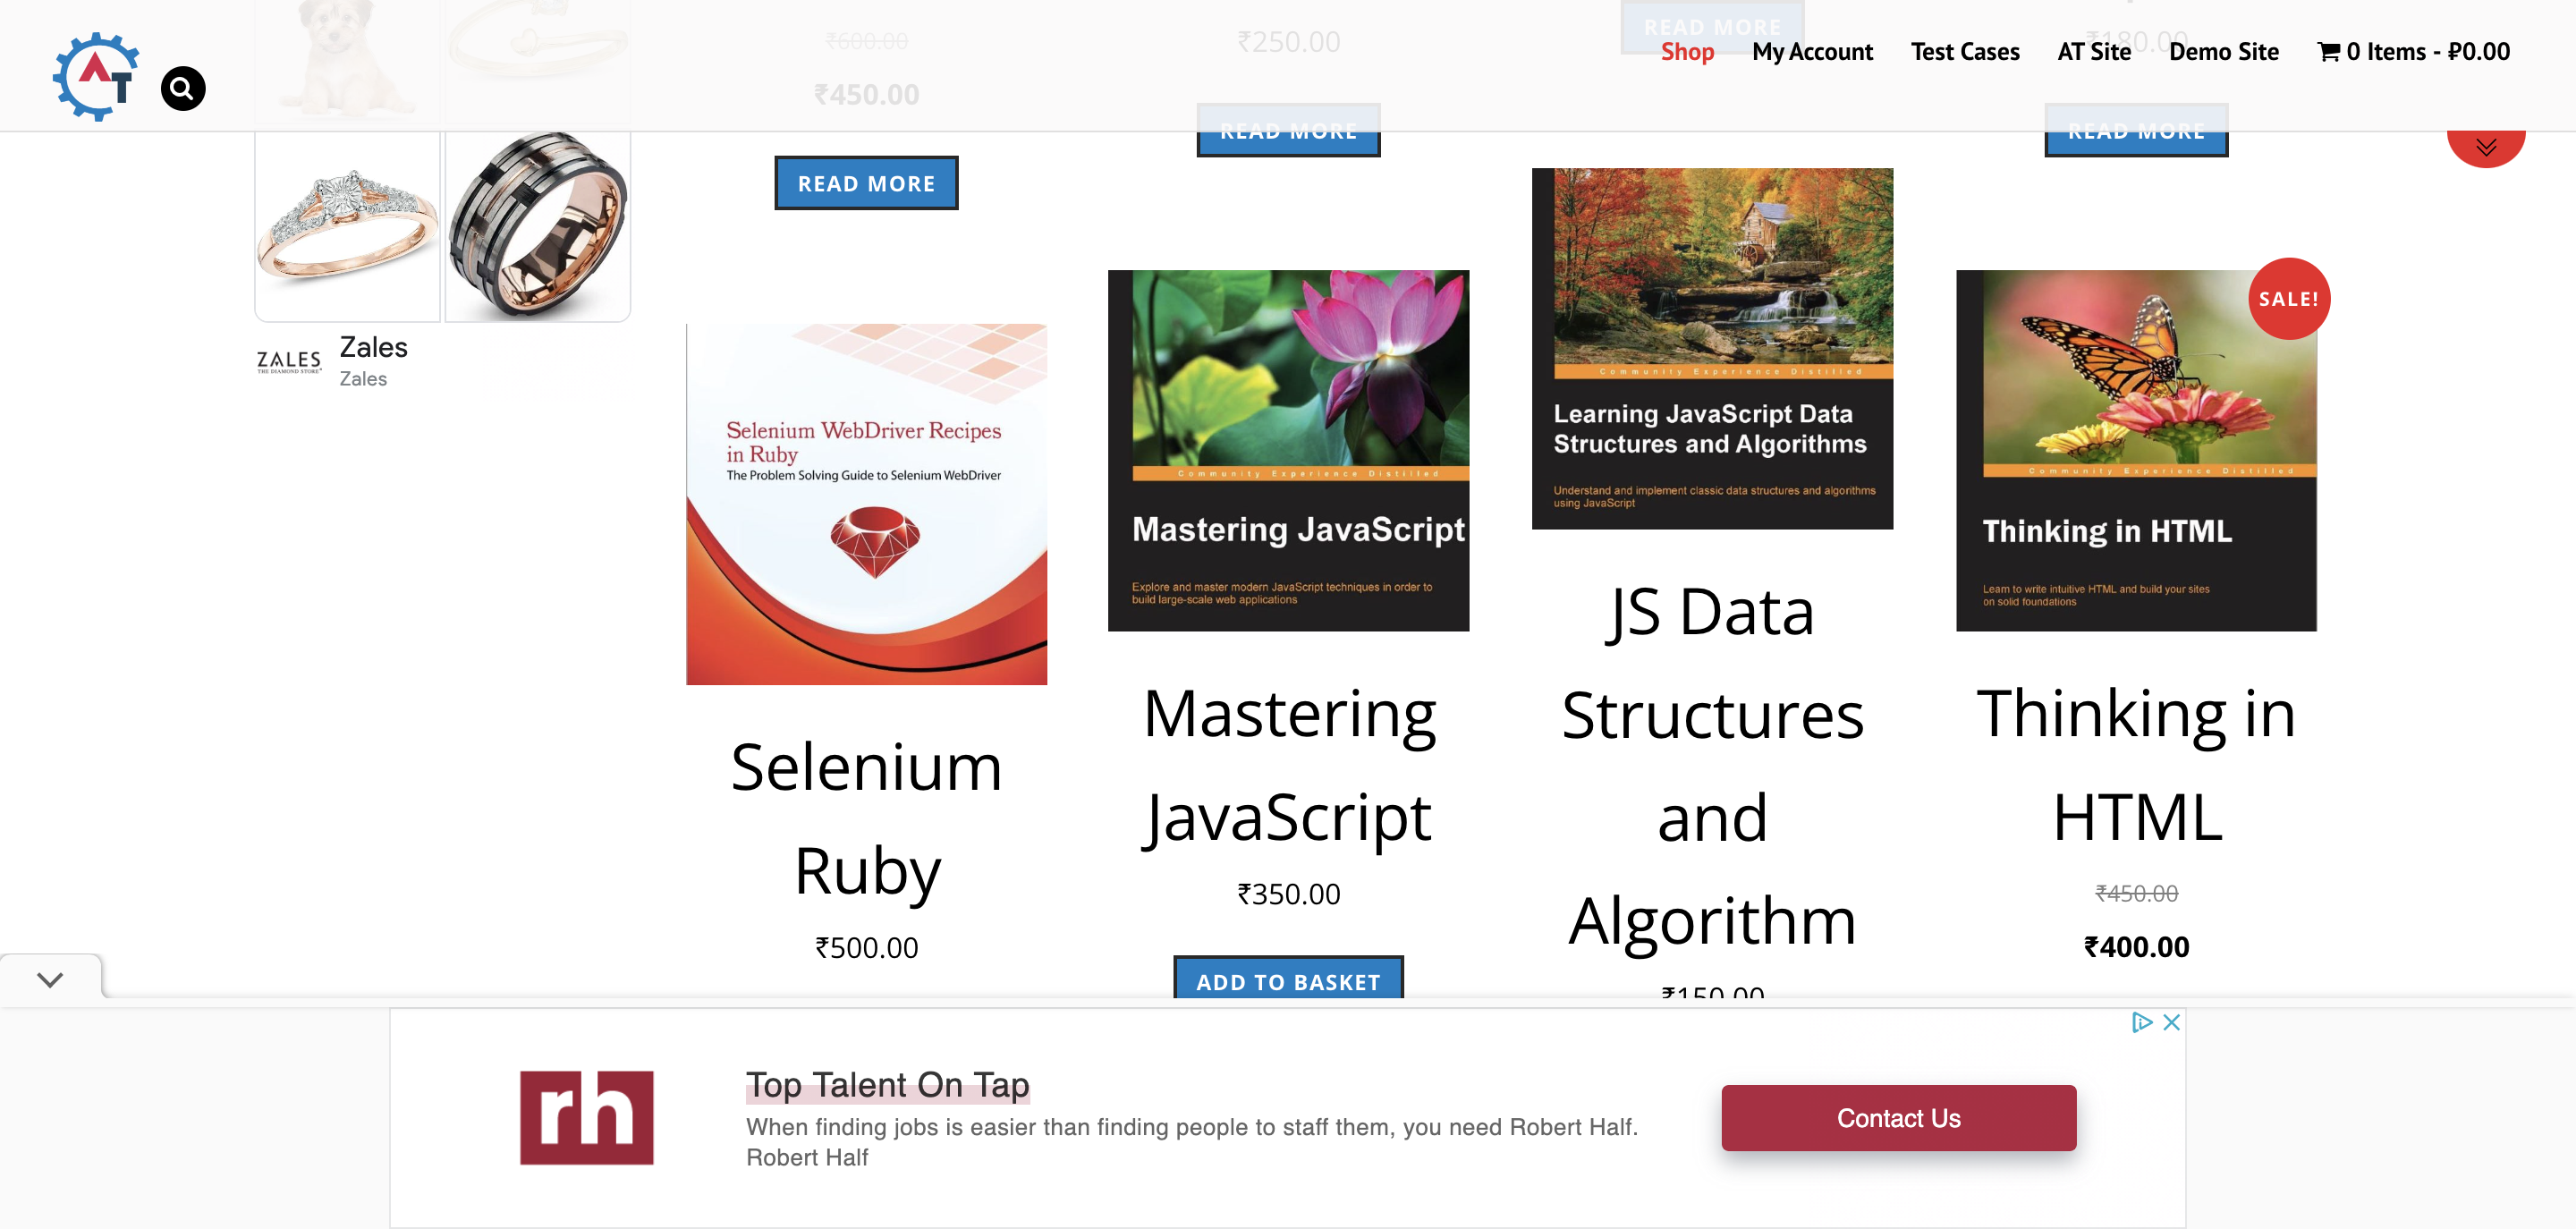 ₹600.00
₹450.00
READ MORE
₹250.00
READ MORE
READ MORE
₹180.00
READ MORE
AT
Shop
My Account
Test Cases
AT Site
Demo Site
0 Items - ₽0.00
ZALES
THE DIAMOND STORE
Zales
Zales
Selenium WebDriver Recipes
in Ruby
The Problem Solving Guide to Selenium WebDriver
Selenium
Ruby
₹500.00
Community Experience Distilled
Mastering JavaScript
Explore and master modern JavaScript techniques in order to
build large-scale web applications
Mastering
JavaScript
₹350.00
ADD TO BASKET
Community Experience Distilled
Learning JavaScript Data
Structures and Algorithms
Understand and implement classic data structures and algorithms
using JavaScript
JS Data
Structures
and
Algorithm
₹150.00
SALE!
Community Experience Distilled
Thinking in HTML
Learn to write intuitive HTML and build your sites
on solid foundations
Thinking in
HTML
₹450.00
₹400.00
rh
Top Talent On Tap
When finding jobs is easier than finding people to staff them, you need Robert Half.
Robert Half
Contact Us